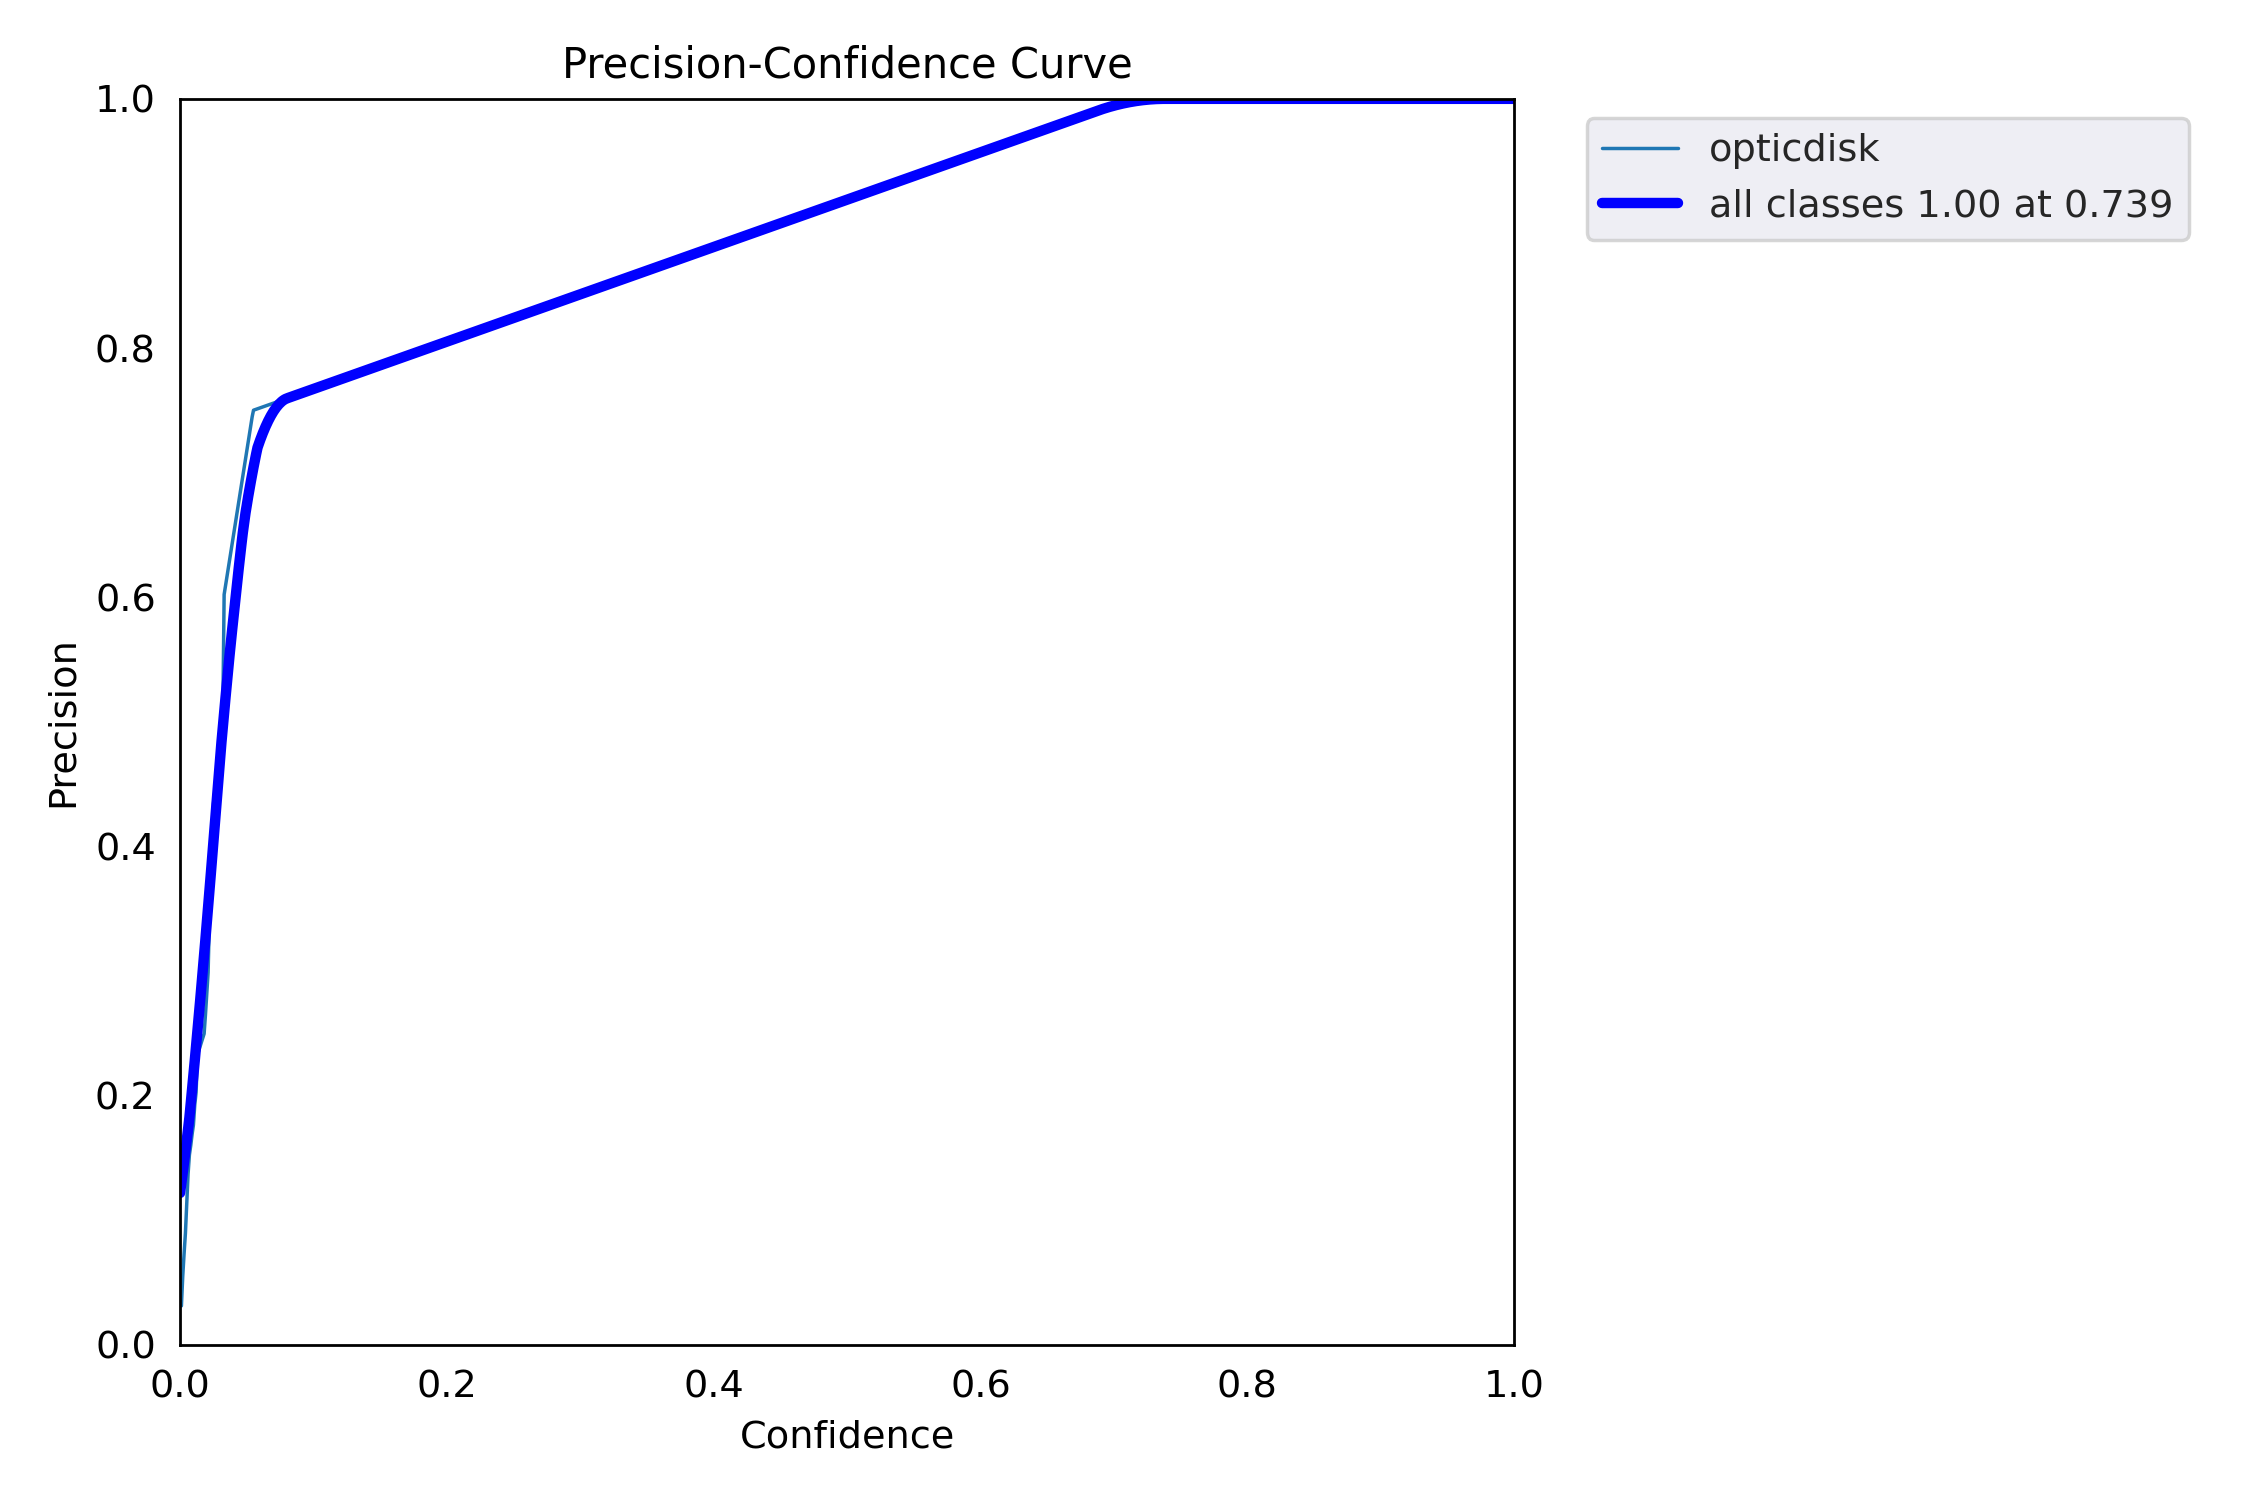 Precision-Confidence Curve
1.0
0.8
0.6
0.4
0.2
0.0
Precision
0.0 0.2 0.4 0.6 0.8 1.0
Confidence
opticdisk
all classes 1.00 at 0.739